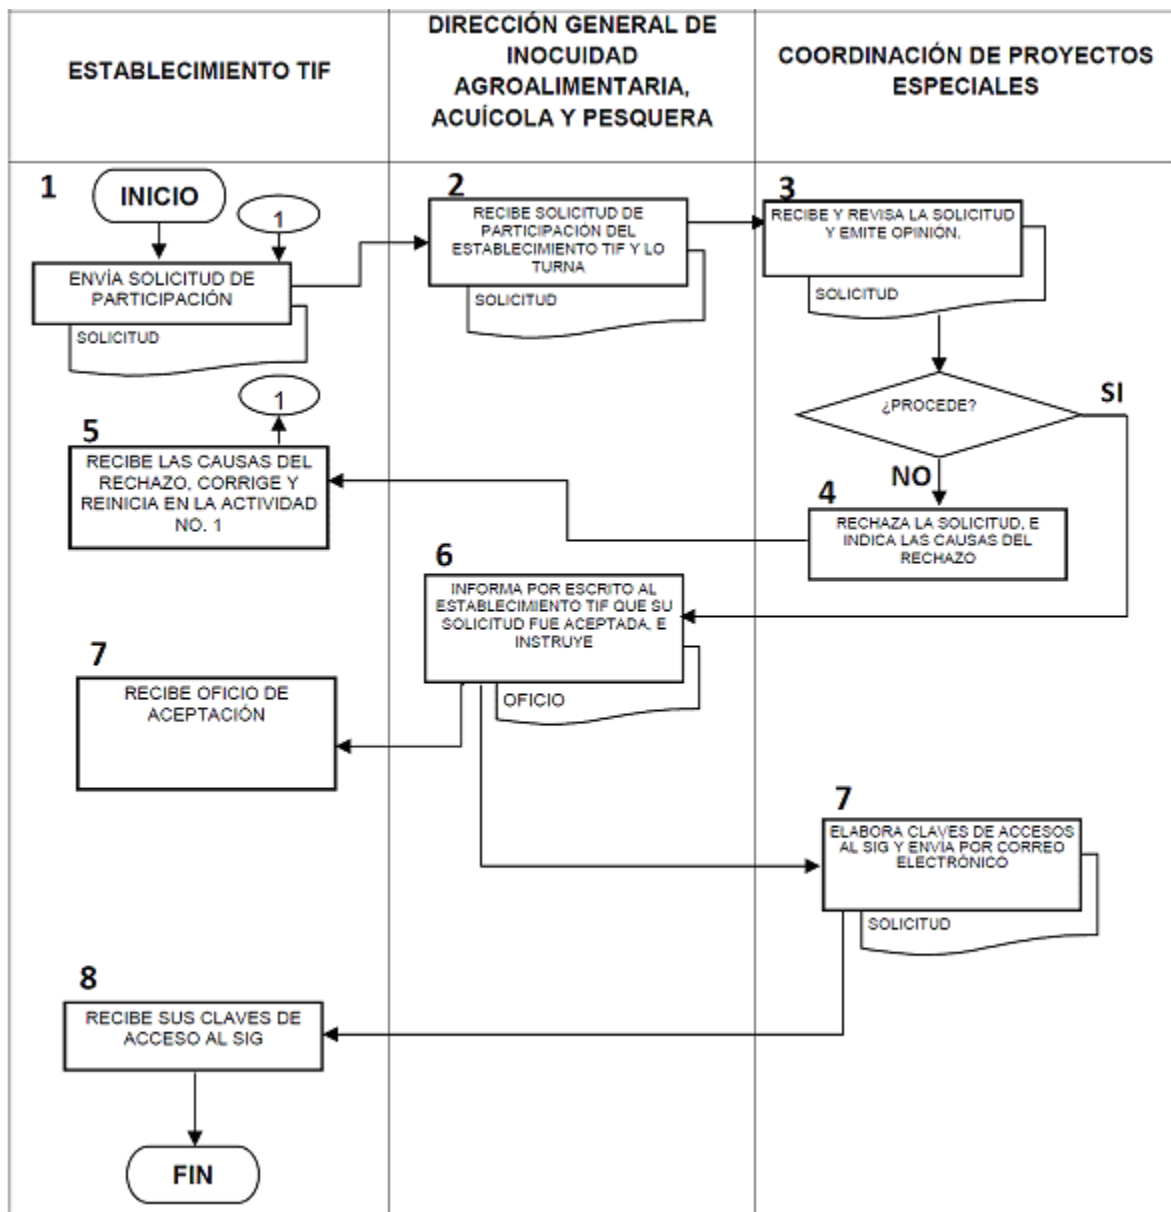 ESTABLECIMIENTO TIF
DIRECCIÓN GENERAL DE
INOCUIDAD
AGROALIMENTARIA,
ACUÍCOLA Y PESQUERA
COORDINACIÓN DE PROYECTOS
ESPECIALES
1
INICIO
1
ENVÍA SOLICITUD DE
PARTICIPACIÓN
SOLICITUD
2
RECIBE SOLICITUD DE
PARTICIPACIÓN DEL
ESTABLECIMIENTO TIF Y LO
TURNA
SOLICITUD
3
RECIBE Y REVISA LA SOLICITUD
Y EMITE OPINIÓN.
SOLICITUD
¿PROCEDE?
SI
NO
4
RECHAZA LA SOLICITUD, E
INDICA LAS CAUSAS DEL
RECHAZO
1
5
RECIBE LAS CAUSAS DEL
RECHAZO, CORRIGE Y
REINICIA EN LA ACTIVIDAD
NO. 1
6
INFORMA POR ESCRITO AL
ESTABLECIMIENTO TIF QUE SU
SOLICITUD FUE ACEPTADA, E
INSTRUYE
OFICIO
7
RECIBE OFICIO DE
ACEPTACIÓN
7
ELABORA CLAVES DE ACCESOS
AL SIG Y ENVÍA POR CORREO
ELECTRÓNICO
SOLICITUD
8
RECIBE SUS CLAVES DE
ACCESO AL SIG
FIN